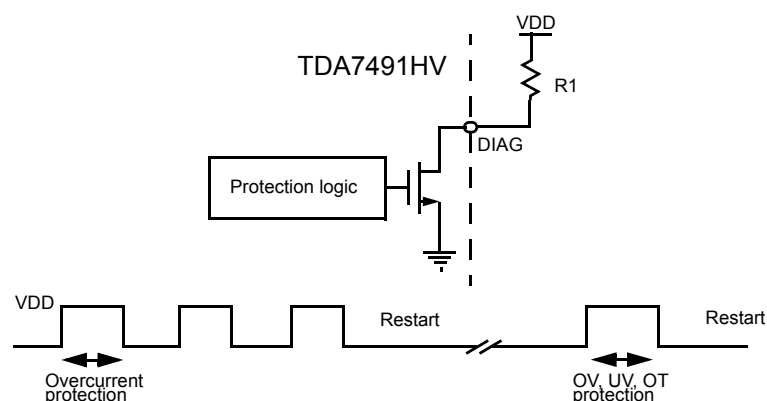 VDD
TDA7491HV
R1
DIAG
Protection logic
VDD
Restart
Restart
Overcurrent
protection
OV, UV, OT
protection